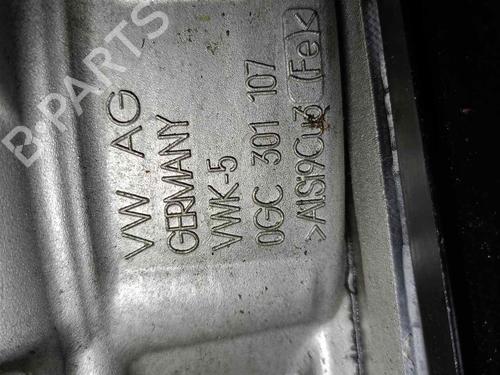 VW AG
GERMANY
VWK-5
0GC 301 107
>AlSi9Cu3 (Fe)<
B-PARTS